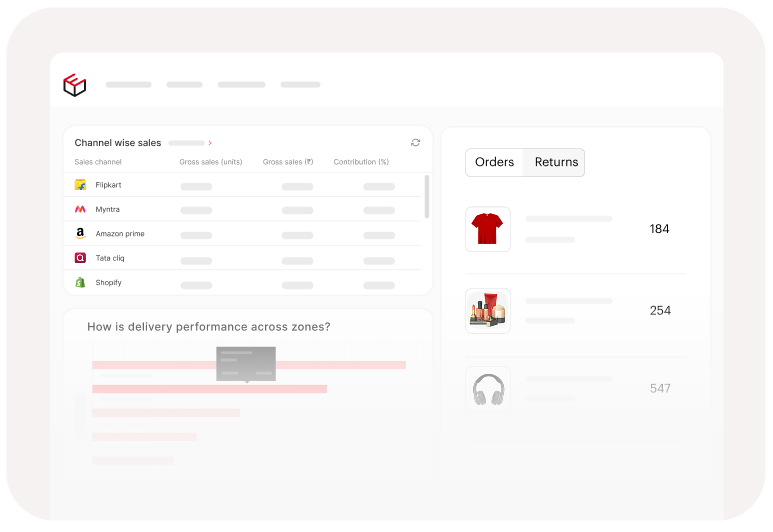 Channel wise sales
Sales channel Gross sales (units) Gross sales (₹) Contribution (%)
Flipkart
Myntra
Amazon prime
Tata cliq
Shopify
How is delivery performance across zones?
Orders Returns
184
254
547